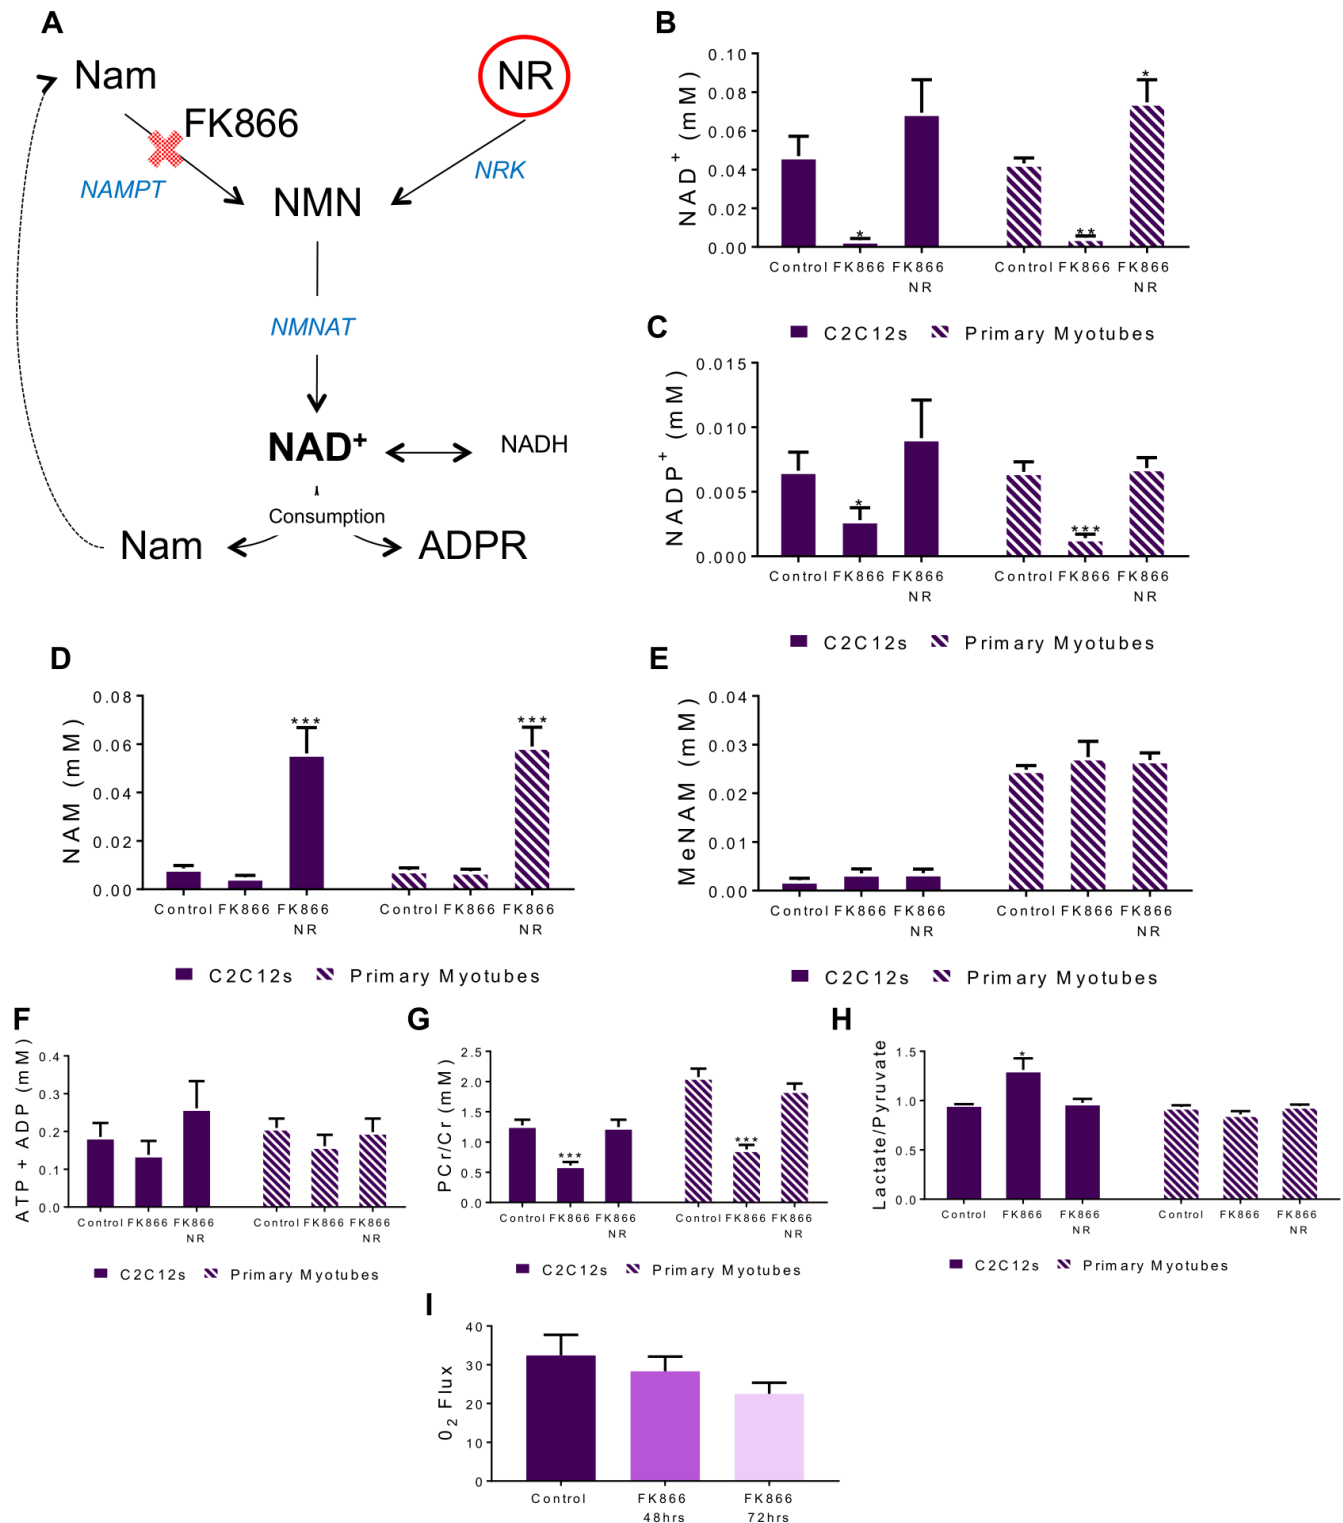 A
Nam
NR
FK866
NAMPT
NRK
NMN
NMNAT
NAD+
NADH
Consumption
Nam
ADPR
B
NAD+ (mM)
0.10
0.08
0.06
0.04
0.02
0.00
*
**
*
Control FK866 FK866 Control FK866 FK866
NR NR
C2C12s Primary Myotubes
C
NADP+ (mM)
0.015
0.010
0.005
0.000
*
***
Control FK866 FK866 Control FK866 FK866
NR NR
C2C12s Primary Myotubes
D
NAM (mM)
0.08
0.06
0.04
0.02
0.00
***
***
Control FK866 FK866 Control FK866 FK866
NR NR
C2C12s Primary Myotubes
E
MeNAM (mM)
0.04
0.03
0.02
0.01
0.00
Control FK866 FK866 Control FK866 FK866
NR NR
C2C12s Primary Myotubes
F
ATP + ADP (mM)
0.4
0.3
0.2
0.1
0.0
Control FK866 FK866 Control FK866 FK866
NR NR
C2C12s Primary Myotubes
G
PCr/Cr (mM)
2.5
2.0
1.5
1.0
0.5
0.0
***
***
Control FK866 FK866 Control FK866 FK866
NR NR
C2C12s Primary Myotubes
H
Lactate/Pyruvate
1.5
1.0
0.5
0.0
*
Control FK866 FK866 Control FK866 FK866
NR NR
C2C12s Primary Myotubes
I
0₂ Flux
40
30
20
10
0
Control FK866 FK866
48hrs 72hrs